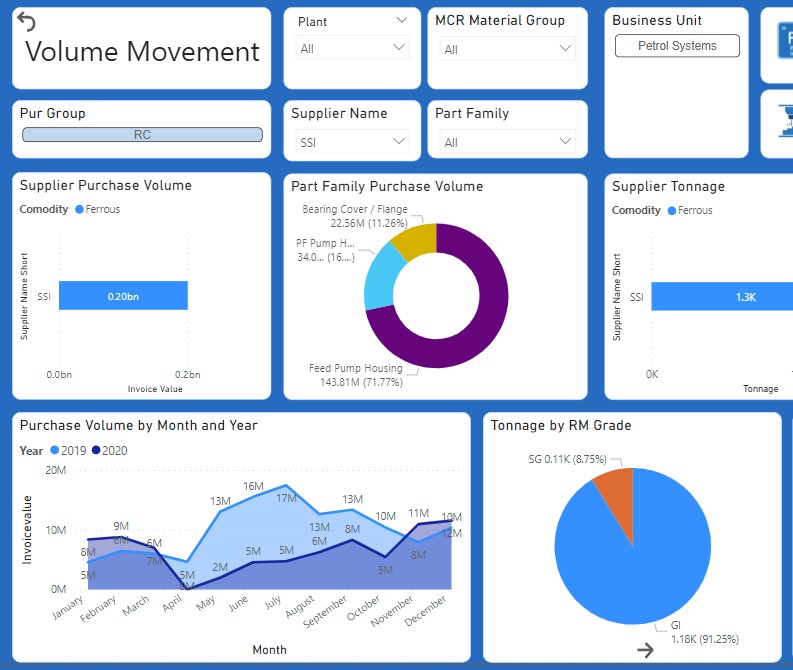 Volume Movement
Plant
All
MCR Material Group
All
Business Unit
Petrol Systems
Pur Group
RC
Supplier Name
SSI
Part Family
All
Supplier Purchase Volume
Comodity Ferrous
Supplier Name Short
SSI
0.20bn
0.0bn 0.2bn
Invoice Value
Part Family Purchase Volume
Bearing Cover / Flange
22.56M (11.26%)
PF Pump H...
34.0... (16....)
Feed Pump Housing
143.81M (71.77%)
Supplier Tonnage
Comodity Ferrous
Supplier Name Short
SSI
1.3K
0K
Tonnage
Purchase Volume by Month and Year
Year 2019 2020
Invoicevalue
20M
10M
0M
8M 9M 6M 5M 13M 16M 17M 13M 13M 10M 11M 10M
5M 6M 7M 0M 2M 5M 5M 6M 8M 5M 8M 12M
January February March April May June July August September October November December
Month
Tonnage by RM Grade
SG 0.11K (8.75%)
GI
1.18K (91.25%)